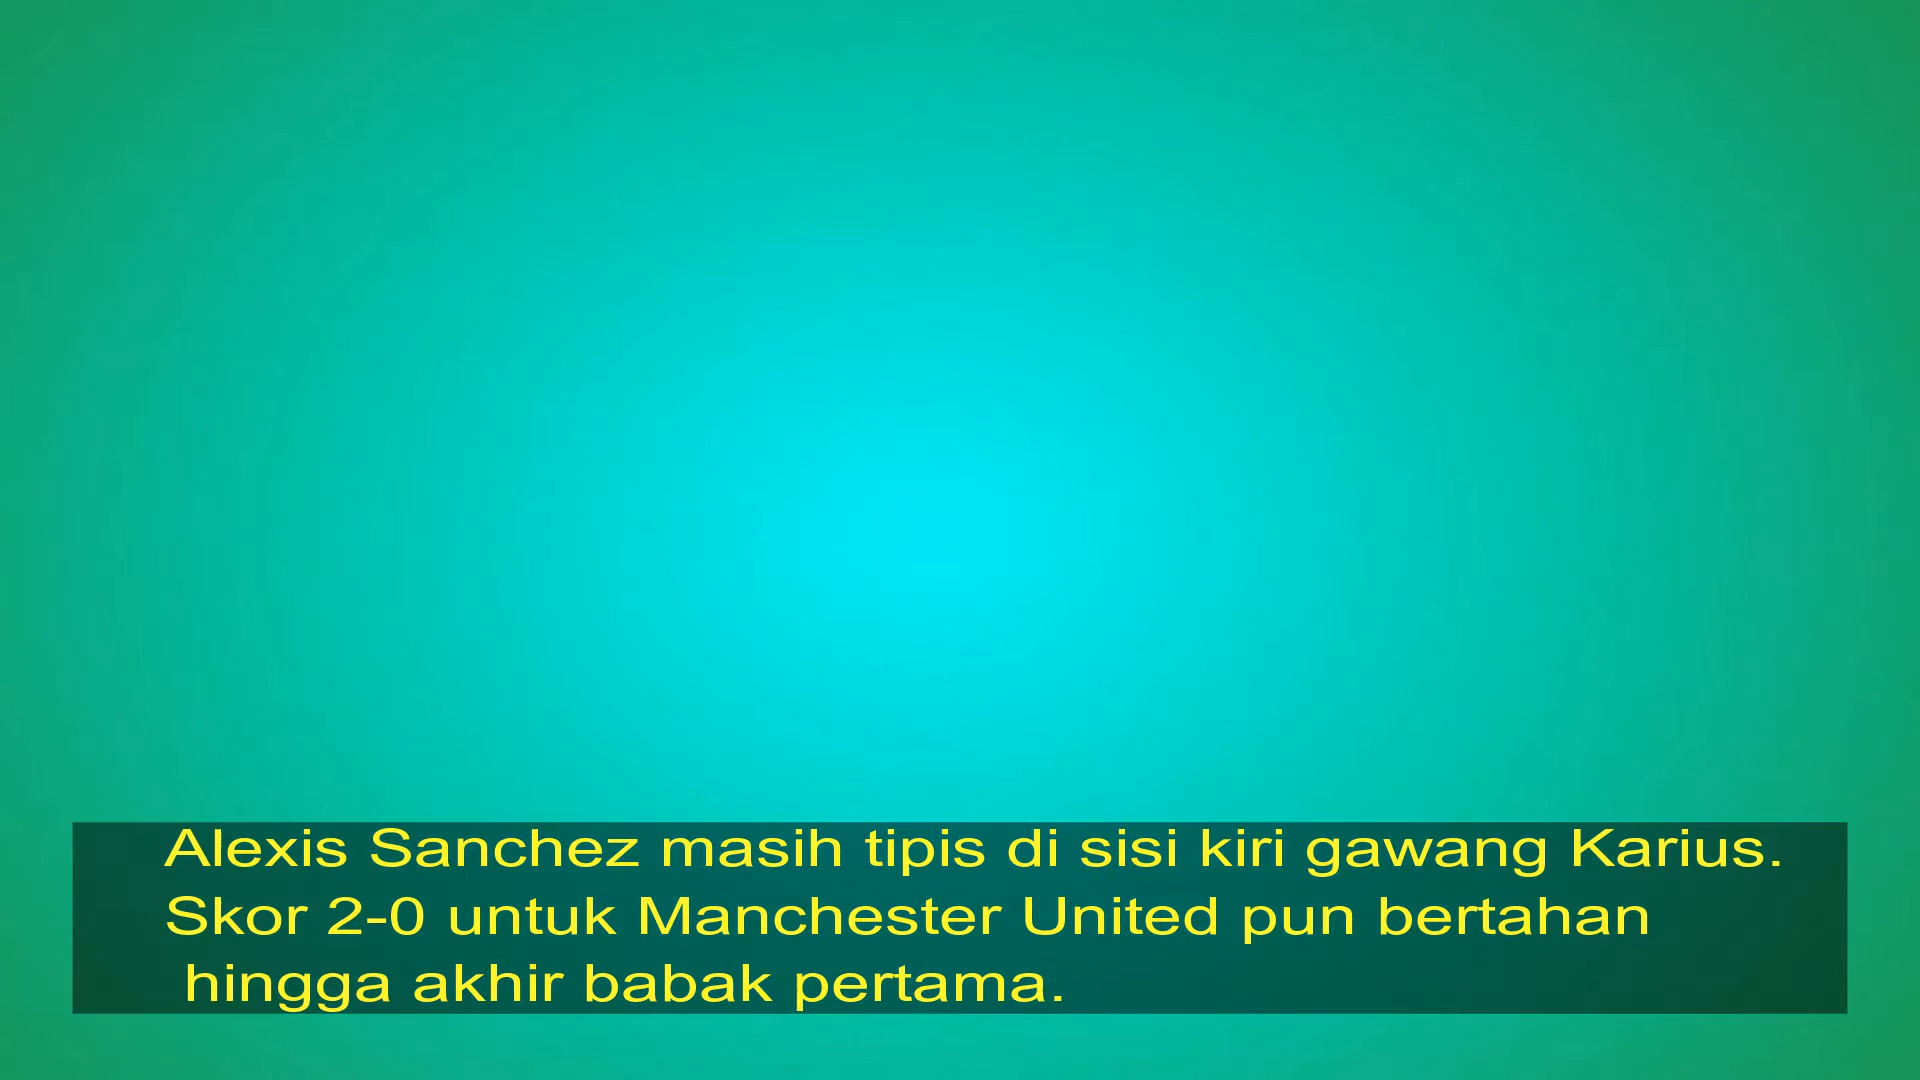 Alexis Sanchez masih tipis di sisi kiri gawang Karius.
Skor 2-0 untuk Manchester United pun bertahan
hingga akhir babak pertama.